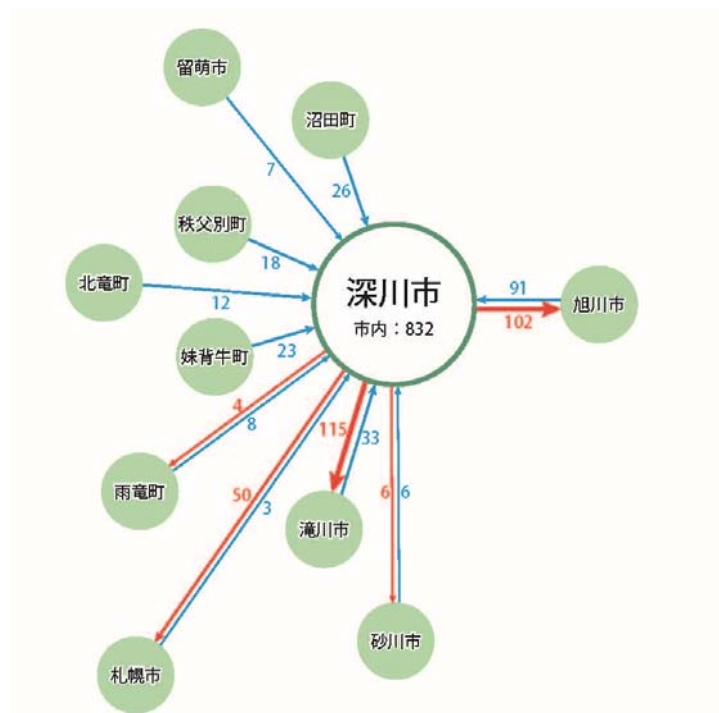 留萌市
沼田町
7
26
秩父別町
18
北竜町
12
深川市
市内：832
91
旭川市
102
妹背牛町
23
4
8
115
33
雨竜町
50
3
6
6
滝川市
砂川市
札幌市